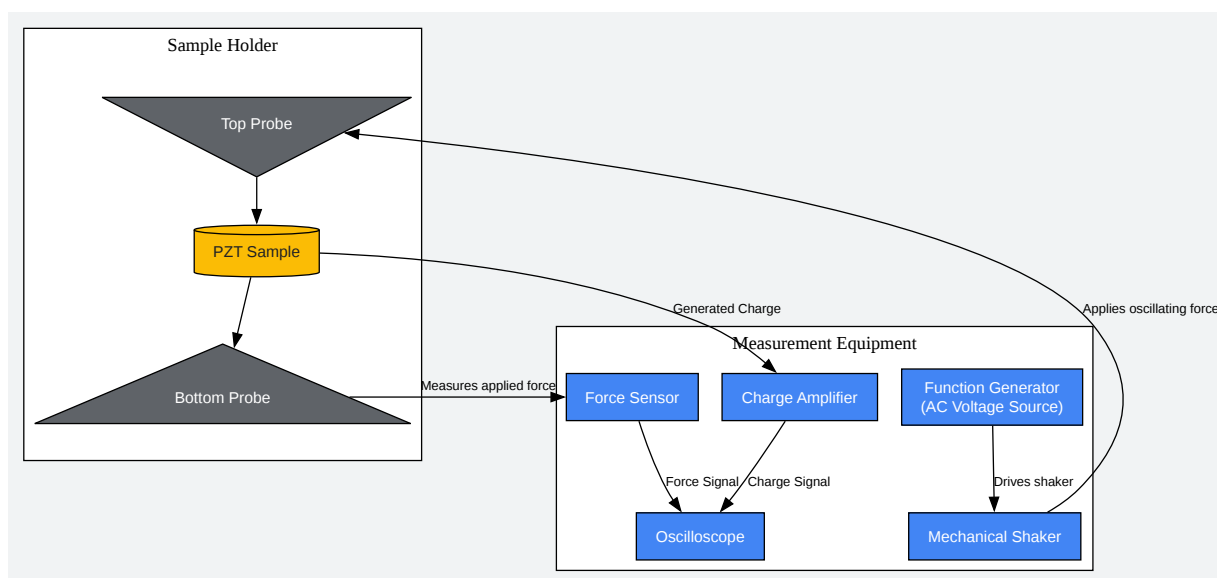 Sample Holder
Top Probe
PZT Sample
Generated Charge
Applies oscillating force
Measurement Equipment
Measures applied force
Bottom Probe
Force Sensor
Charge Amplifier
Function Generator
(AC Voltage Source)
Force Signal
Charge Signal
Drives shaker
Oscilloscope
Mechanical Shaker